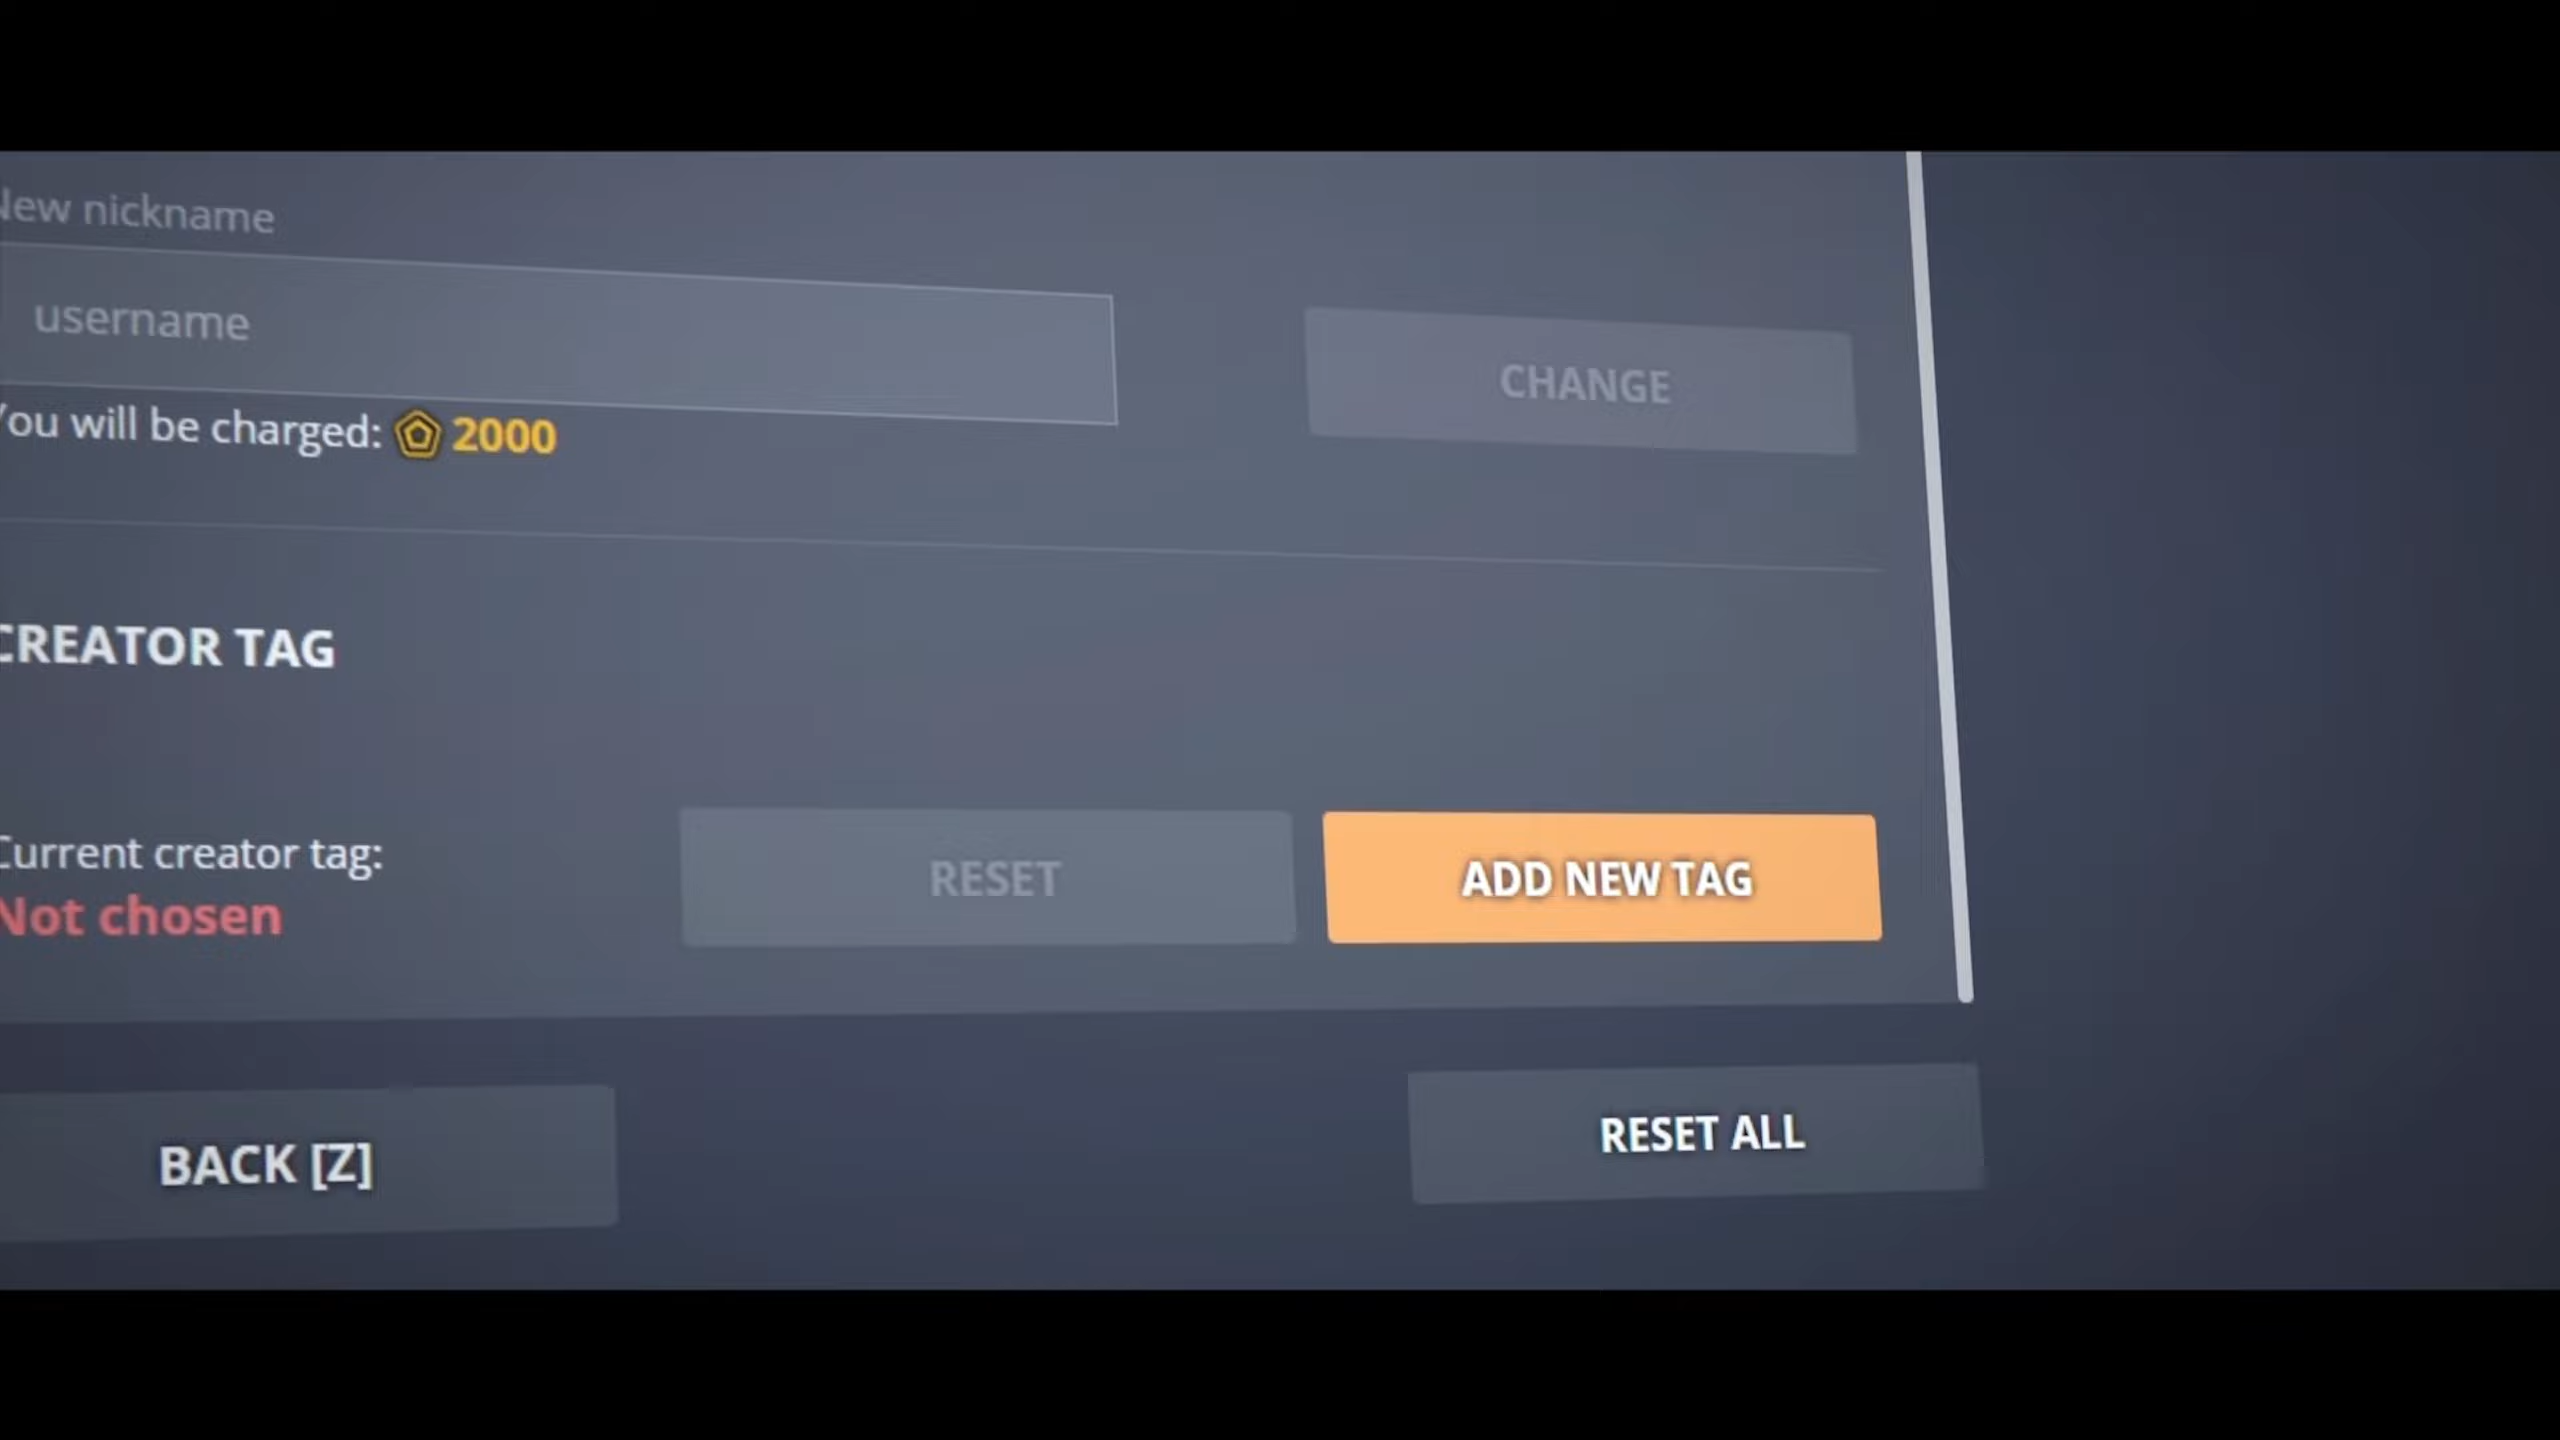 New nickname
username
CHANGE
You will be charged: 2000
CREATOR TAG
Current creator tag:
Not chosen
RESET
ADD NEW TAG
BACK [Z]
RESET ALL